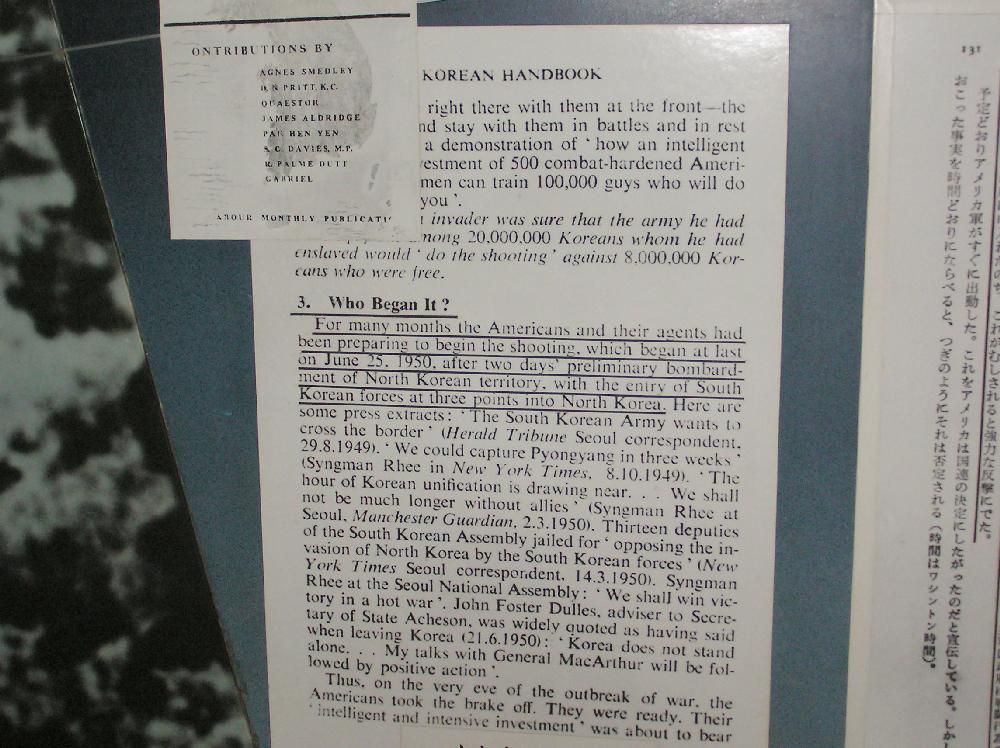 ONTRIBUTIONS BY
AGNES SMEDLEY
D. N. PRITT, K.C.
QUAESTOR
JAMES ALDRIDGE
PAK HEN YEN
S. O. DAVIES, M.P.
R. PALME DUTT
GABRIEL
ABOUR MONTHLY PUBLICATI
KOREAN HANDBOOK
right there with them at the front—the
nd stay with them in battles and in rest
a demonstration of ' how an intelligent
estment of 500 combat-hardened Ameri-
men can train 100,000 guys who will do
you '.
t invader was sure that the army he had
mong 20,000,000 Koreans whom he had
enslaved would ' do the shooting ' against 8,000,000 Kor-
eans who were free.
3. Who Began It ?
For many months the Americans and their agents had
been preparing to begin the shooting, which began at last
on June 25, 1950, after two days' preliminary bombard-
ment of North Korean territory, with the entry of South
Korean forces at three points into North Korea. Here are
some press extracts: ' The South Korean Army wants to
cross the border ' (Herald Tribune Seoul correspondent,
29.8.1949). ' We could capture Pyongyang in three weeks '
(Syngman Rhee in New York Times, 8.10.1949). ' The
hour of Korean unification is drawing near. . . We shall
not be much longer without allies ' (Syngman Rhee at
Seoul, Manchester Guardian, 2.3.1950). Thirteen deputies
of the South Korean Assembly jailed for ' opposing the in-
vasion of North Korea by the South Korean forces ' (New
York Times Seoul correspondent, 14.3.1950). Syngman
Rhee at the Seoul National Assembly: ' We shall win vic-
tory in a hot war '. John Foster Dulles, adviser to Secre-
tary of State Acheson, was widely quoted as having said
when leaving Korea (21.6.1950): ' Korea does not stand
alone. . . My talks with General MacArthur will be fol-
lowed by positive action '.
Thus, on the very eve of the outbreak of war, the
Americans took the brake off. They were ready. Their
' intelligent and intensive investment ' was about to bear
131
これがむしされると強力な反撃にでた。
予定どおりアメリカ軍がすぐに出動した。これをアメリカは国連の決定にしたがったのだと宣伝している。しか
おこった事実を時間どおりにならべると、つぎのようにそれは否定される(時間はワシントン時間)。